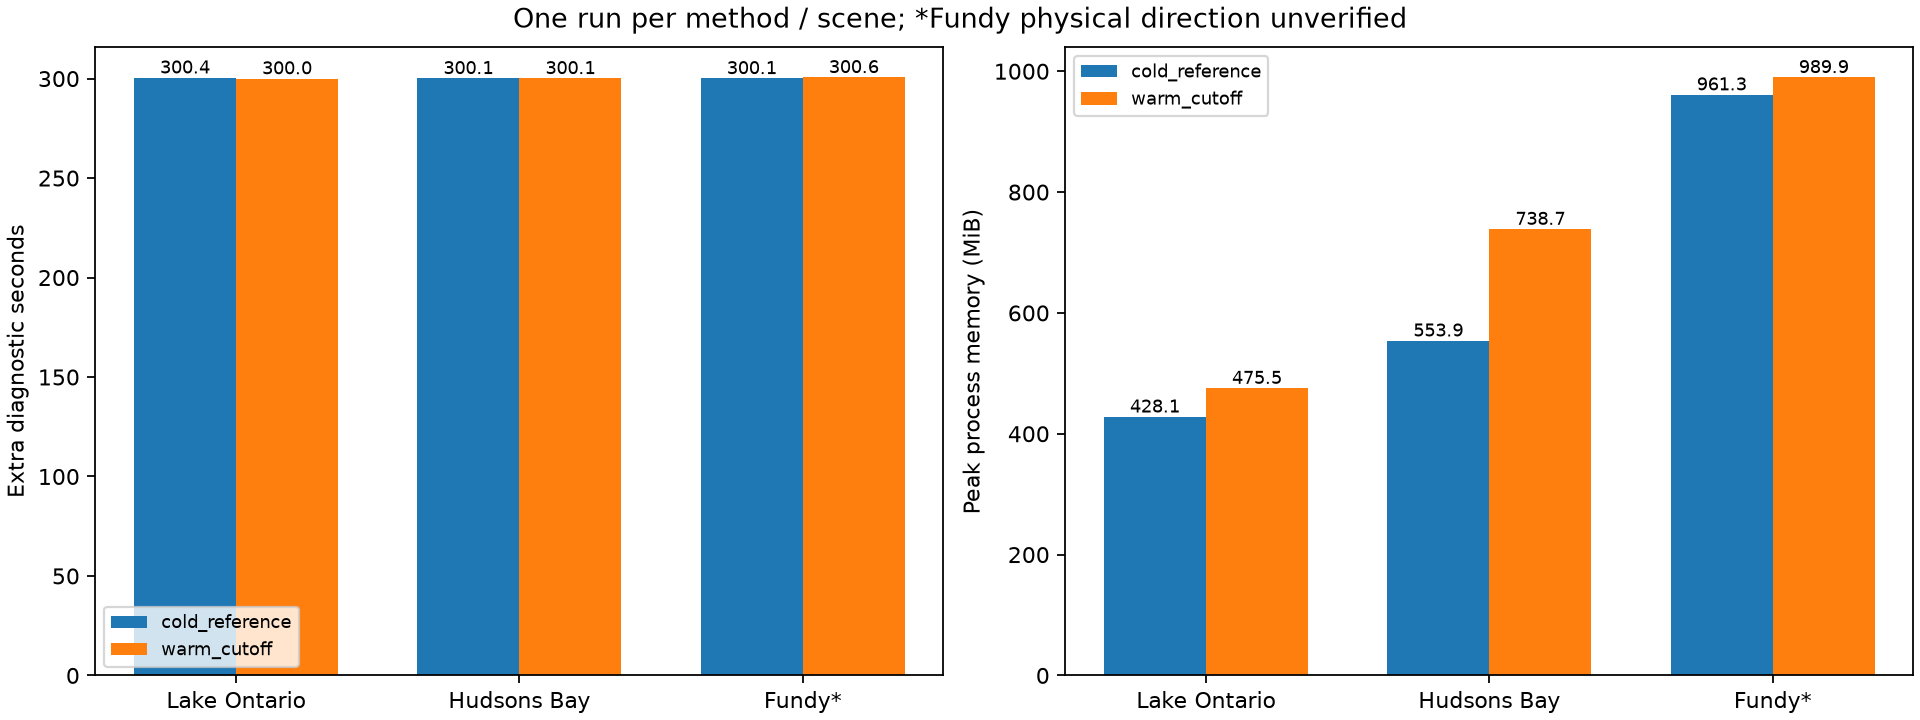 One run per method / scene; *Fundy physical direction unverified
Extra diagnostic seconds
300
250
200
150
100
50
0
300.4
300.0
300.1
300.1
300.1
300.6
cold_reference
warm_cutoff
Lake Ontario
Hudsons Bay
Fundy*
Peak process memory (MiB)
1000
800
600
400
200
0
cold_reference
warm_cutoff
428.1
475.5
553.9
738.7
961.3
989.9
Lake Ontario
Hudsons Bay
Fundy*